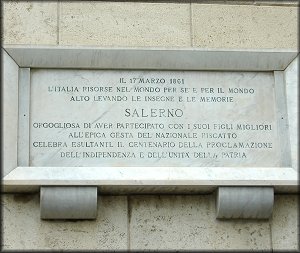 IL 17 MARZO 1861
L'ITALIA RISORSE NEL MONDO PER SE E PER IL MONDO
ALTO LEVANDO LE INSEGNE E LE MEMORIE
SALERNO
ORGOGLIOSA DI AVER PARTECIPATO CON I SUOI FIGLI MIGLIORI
ALL'EPICA GESTA DEL NAZIONALE RISCATTO
CELEBRA ESULTANTE IL CENTENARIO DELLA PROCLAMAZIONE
DELL'INDIPENDENZA E DELL'UNITÀ DELLA PATRIA